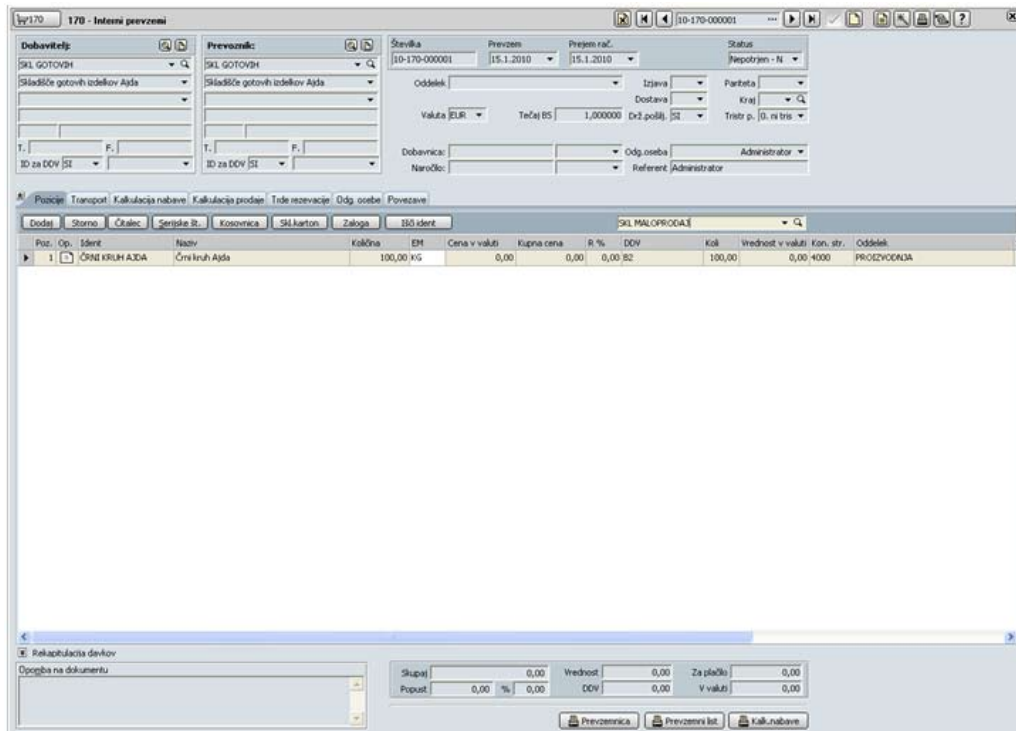 170 170 - Interni prevzemi 10-170-000001 ... ?
Dobavitelj: Prevoznik: Številka Prevzem Prejem rač. Status
SKL GOTOVIH SKL GOTOVIH 10-170-000001 15.1.2010 15.1.2010 Nepotrjen - N
Skladišče gotovih izdelkov Ajda Skladišče gotovih izdelkov Ajda Oddelek Izjava Pariteta
Dostava Kraj
Valuta EUR Tečaj BS 1,000000 Drž.pošilj. SI Tristr p. 0. ni tris
T. F. T. F. Dobavnica: Odg.oseba Administrator
ID za DDV SI ID za DDV SI Naročilo: Referent Administrator
Pozicije Transport Kalkulacija nabave Kalkulacija prodaje Trde rezevacije Odg. osebe Povezave
Dodaj Storno Čitalec Serijske št. Kosovnica Skl.karton Zaloga Išči ident SKL MALOPRODAJ
Poz. Op. Ident Naziv Količina EM Cena v valuti Kupna cena R % DDV Koli Vrednost v valuti Kon. str. Oddelek
1 ČRNI KRUH AJDA Črni kruh Ajda 100,00 KG 0,00 0,00 0,00 B2 100,00 0,00 4000 PROIZVODNJA
Rekapitulacija davkov
Opomba na dokumentu
Skupaj 0,00 Vrednost 0,00 Za plačilo 0,00
Popust 0,00 % 0,00 DDV 0,00 V valuti 0,00
Prevzemnica Prevzemni list Kalk.nabave